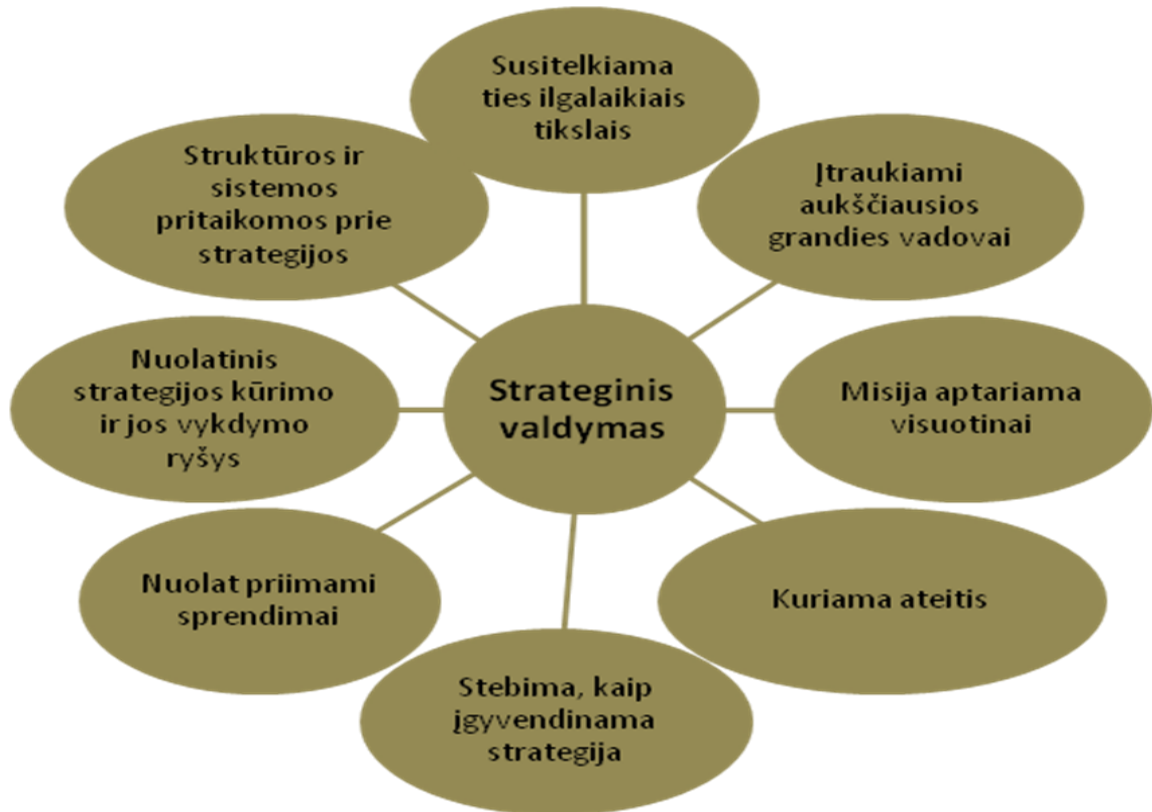 Susitelkiama
ties ilgalaikiais
tikslais
Įtraukiami
aukščiausios
grandies vadovai
Misija aptariama
visuotinai
Kuriama ateitis
Stebima, kaip
įgyvendinama
strategija
Nuolat priimami
sprendimai
Nuolatinis
strategijos kūrimo
ir jos vykdymo
ryšys
Struktūros ir
sistemos
pritaikomos prie
strategijos
Strateginis
valdymas